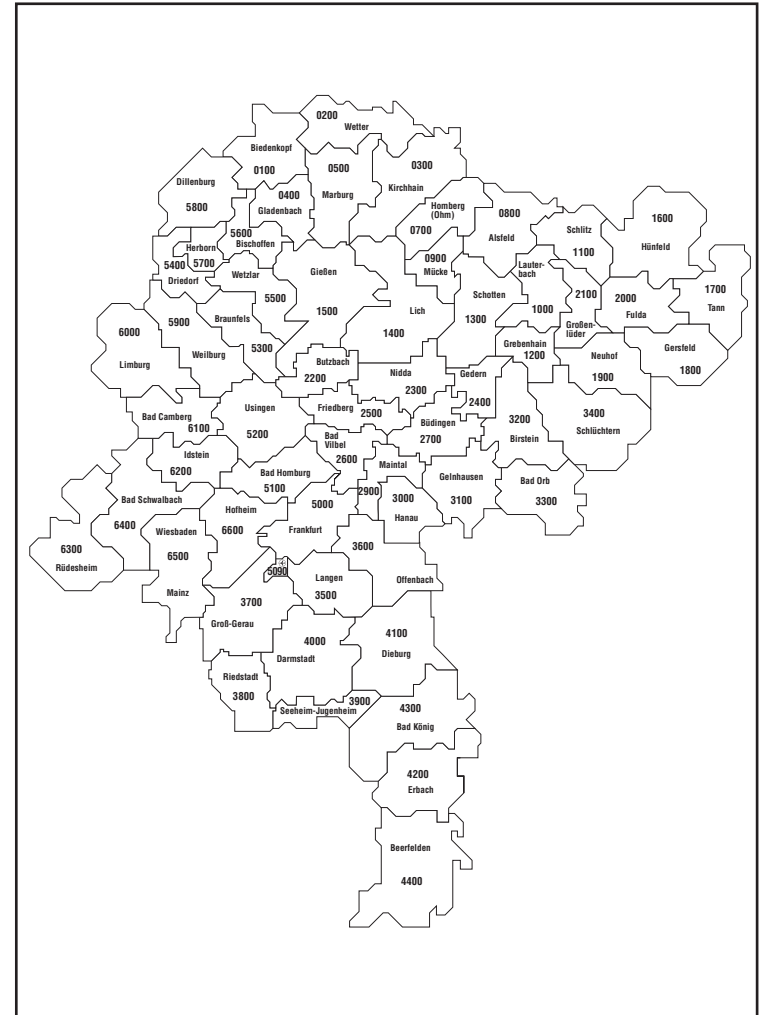 0200
Wetter
Biedenkopf
0100
0500
Marburg
0300
Kirchhain
Dillenburg
5800
0400
Gladenbach
Homberg
(Ohm)
0700
0800
Alsfeld
Schlitz
1100
1600
Hünfeld
5600
Bischoffen
Herborn
5700
5400
Driedorf
Wetzlar
5500
Gießen
1500
0900
Mücke
Lich
1400
Schotten
1300
Lauter-
bach
1000
2100
Großen-
lüder
2000
Fulda
1700
Tann
6000
Limburg
5900
Weilburg
Braunfels
5300
Butzbach
2200
Nidda
2300
Gedern
2400
Grebenhain
1200
Neuhof
1900
Gersfeld
1800
Bad Camberg
6100
Usingen
5200
Friedberg
2500
Bad
Vilbel
2600
Büdingen
2700
3200
Birstein
3400
Schlüchtern
Idstein
6200
Bad Homburg
5100
Maintal
2900
3000
Hanau
Gelnhausen
3100
Bad Orb
3300
Bad Schwalbach
6400
Hofheim
6600
5000
Frankfurt
6300
Rüdesheim
Wiesbaden
6500
Mainz
5090
3600
Offenbach
Langen
3500
3700
Groß-Gerau
4000
Darmstadt
4100
Dieburg
Riedstadt
3800
3900
Seeheim-Jugenheim
4300
Bad König
4200
Erbach
Beerfelden
4400